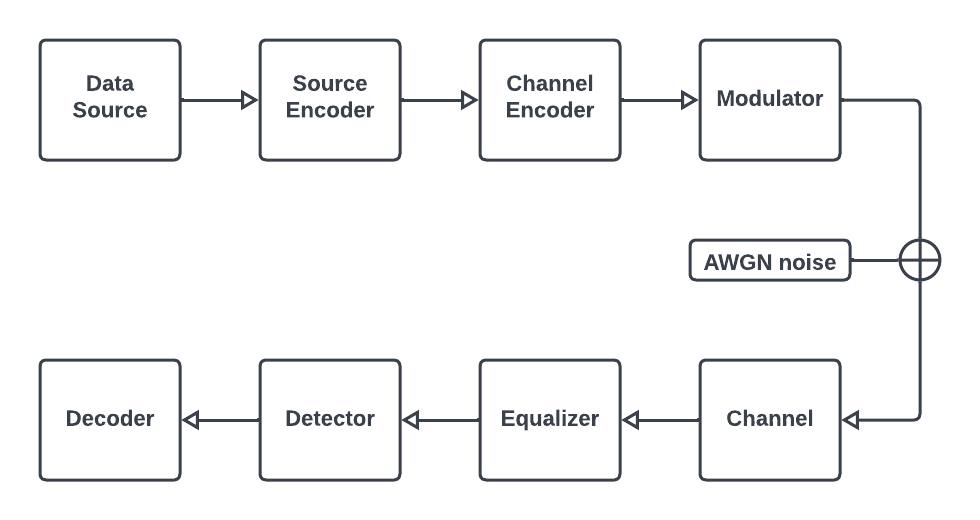 Data
Source
Source
Encoder
Channel
Encoder
Modulator
AWGN noise
Decoder
Detector
Equalizer
Channel